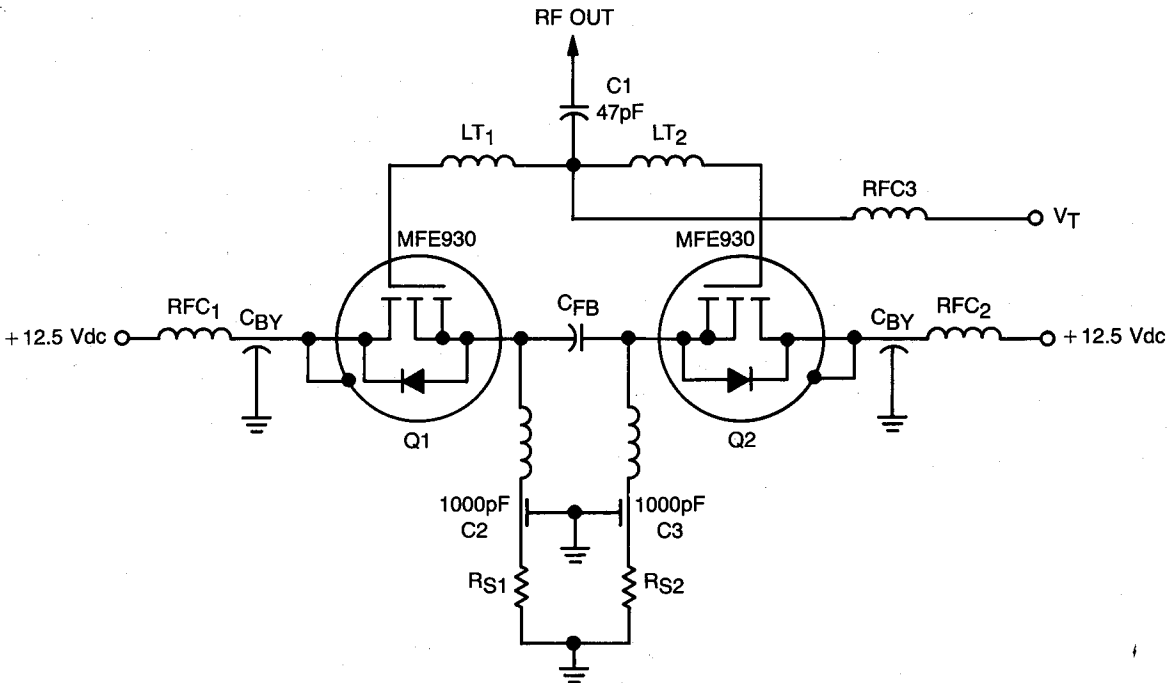 RF OUT
C1
47pF
LT1
LT2
RFC3
VT
MFE930
MFE930
RFC1
CBY
CFB
CBY
RFC2
+12.5 Vdc
+12.5 Vdc
Q1
Q2
1000pF
C2
1000pF
C3
RS1
RS2